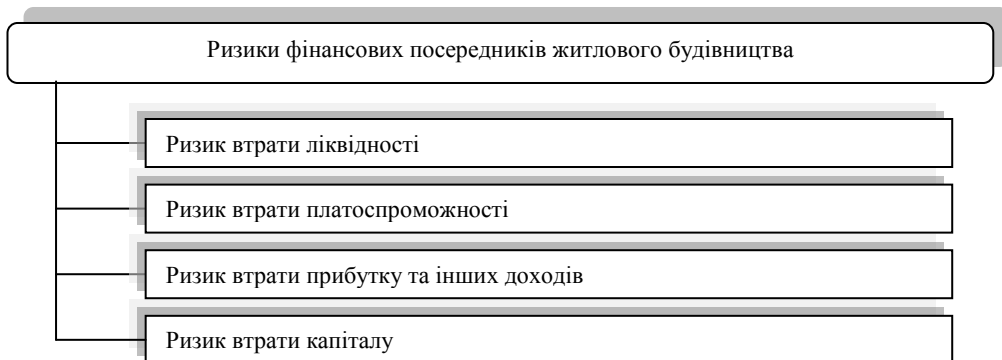 Ризики фінансових посередників житлового будівництва
Ризик втрати ліквідності
Ризик втрати платоспроможності
Ризик втрати прибутку та інших доходів
Ризик втрати капіталу